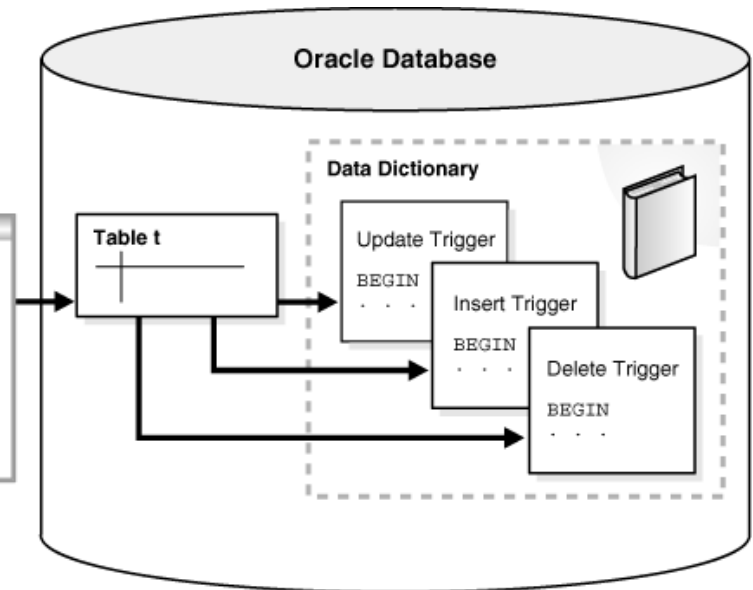 Oracle Database
Data Dictionary
Table t
Update Trigger
BEGIN
. . .
Insert Trigger
BEGIN
. . .
Delete Trigger
BEGIN
. . .